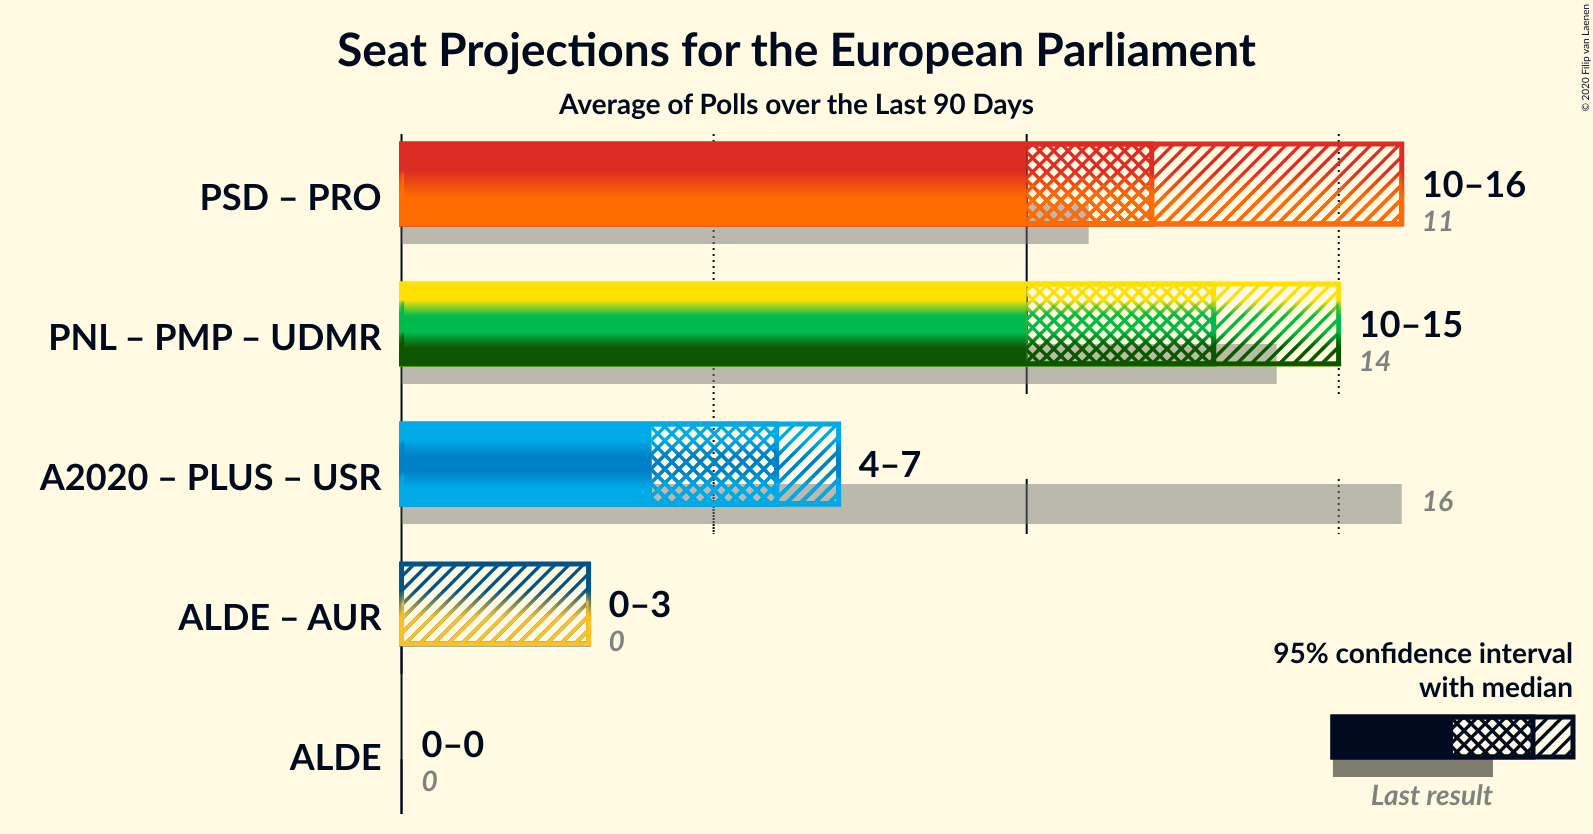 Seat Projections for the European Parliament
Average of Polls over the Last 90 Days
© 2020 Filip van Laenen
PSD – PRO
10–16
11
PNL – PMP – UDMR
10–15
14
A2020 – PLUS – USR
4–7
16
ALDE – AUR
0–3
0
ALDE
0–0
0
95% confidence interval
with median
Last result